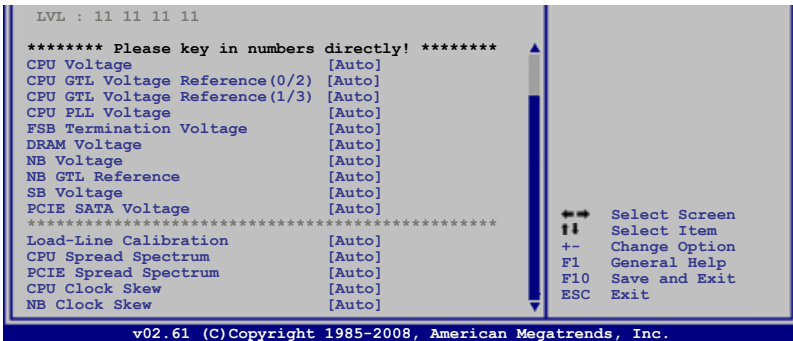 LVL : 11 11 11 11
******** Please key in numbers directly! ********
CPU Voltage [Auto]
CPU GTL Voltage Reference(0/2) [Auto]
CPU GTL Voltage Reference(1/3) [Auto]
CPU PLL Voltage [Auto]
FSB Termination Voltage [Auto]
DRAM Voltage [Auto]
NB Voltage [Auto]
NB GTL Reference [Auto]
SB Voltage [Auto]
PCIE SATA Voltage [Auto]
*************************************************
Load-Line Calibration [Auto]
CPU Spread Spectrum [Auto]
PCIE Spread Spectrum [Auto]
CPU Clock Skew [Auto]
NB Clock Skew [Auto]
←→ Select Screen
↑↓ Select Item
+- Change Option
F1 General Help
F10 Save and Exit
ESC Exit
v02.61 (C)Copyright 1985-2008, American Megatrends, Inc.